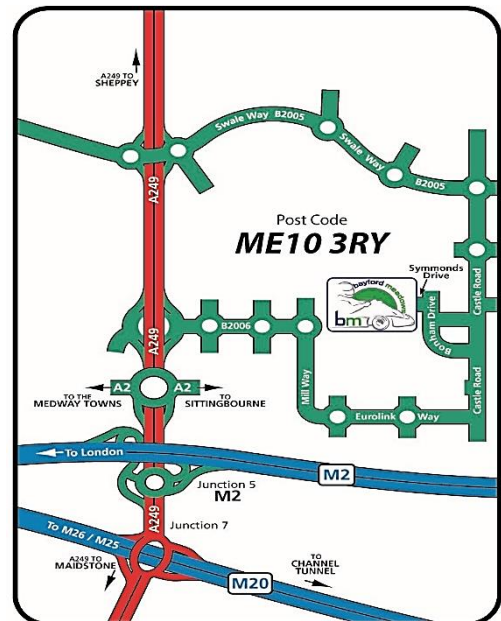 A249 TO
SHEPPEY
Swale Way B2005
Swale Way B2005
A249
Post Code
ME10 3RY
Symmonds
Drive
Castle Road
bayford meadows
bm
Bonham Drive
B2006
A249
Mill Way
Castle Road
A2
A2
TO THE
MEDWAY TOWNS
TO
SITTINGBOURNE
Eurolink Way
To London
M2
Junction 5
M2
A249
Junction 7
To M26 / M25
A249 TO
MAIDSTONE
M20
TO
CHANNEL
TUNNEL